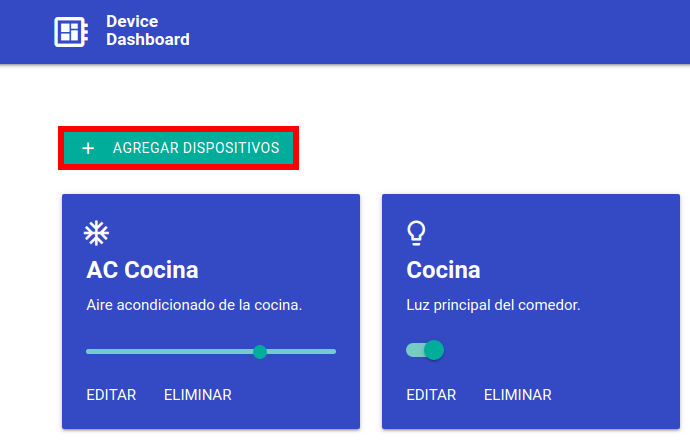 Device
Dashboard
+ AGREGAR DISPOSITIVOS
AC Cocina
Aire acondicionado de la cocina.
EDITAR ELIMINAR
Cocina
Luz principal del comedor.
EDITAR ELIMINAR